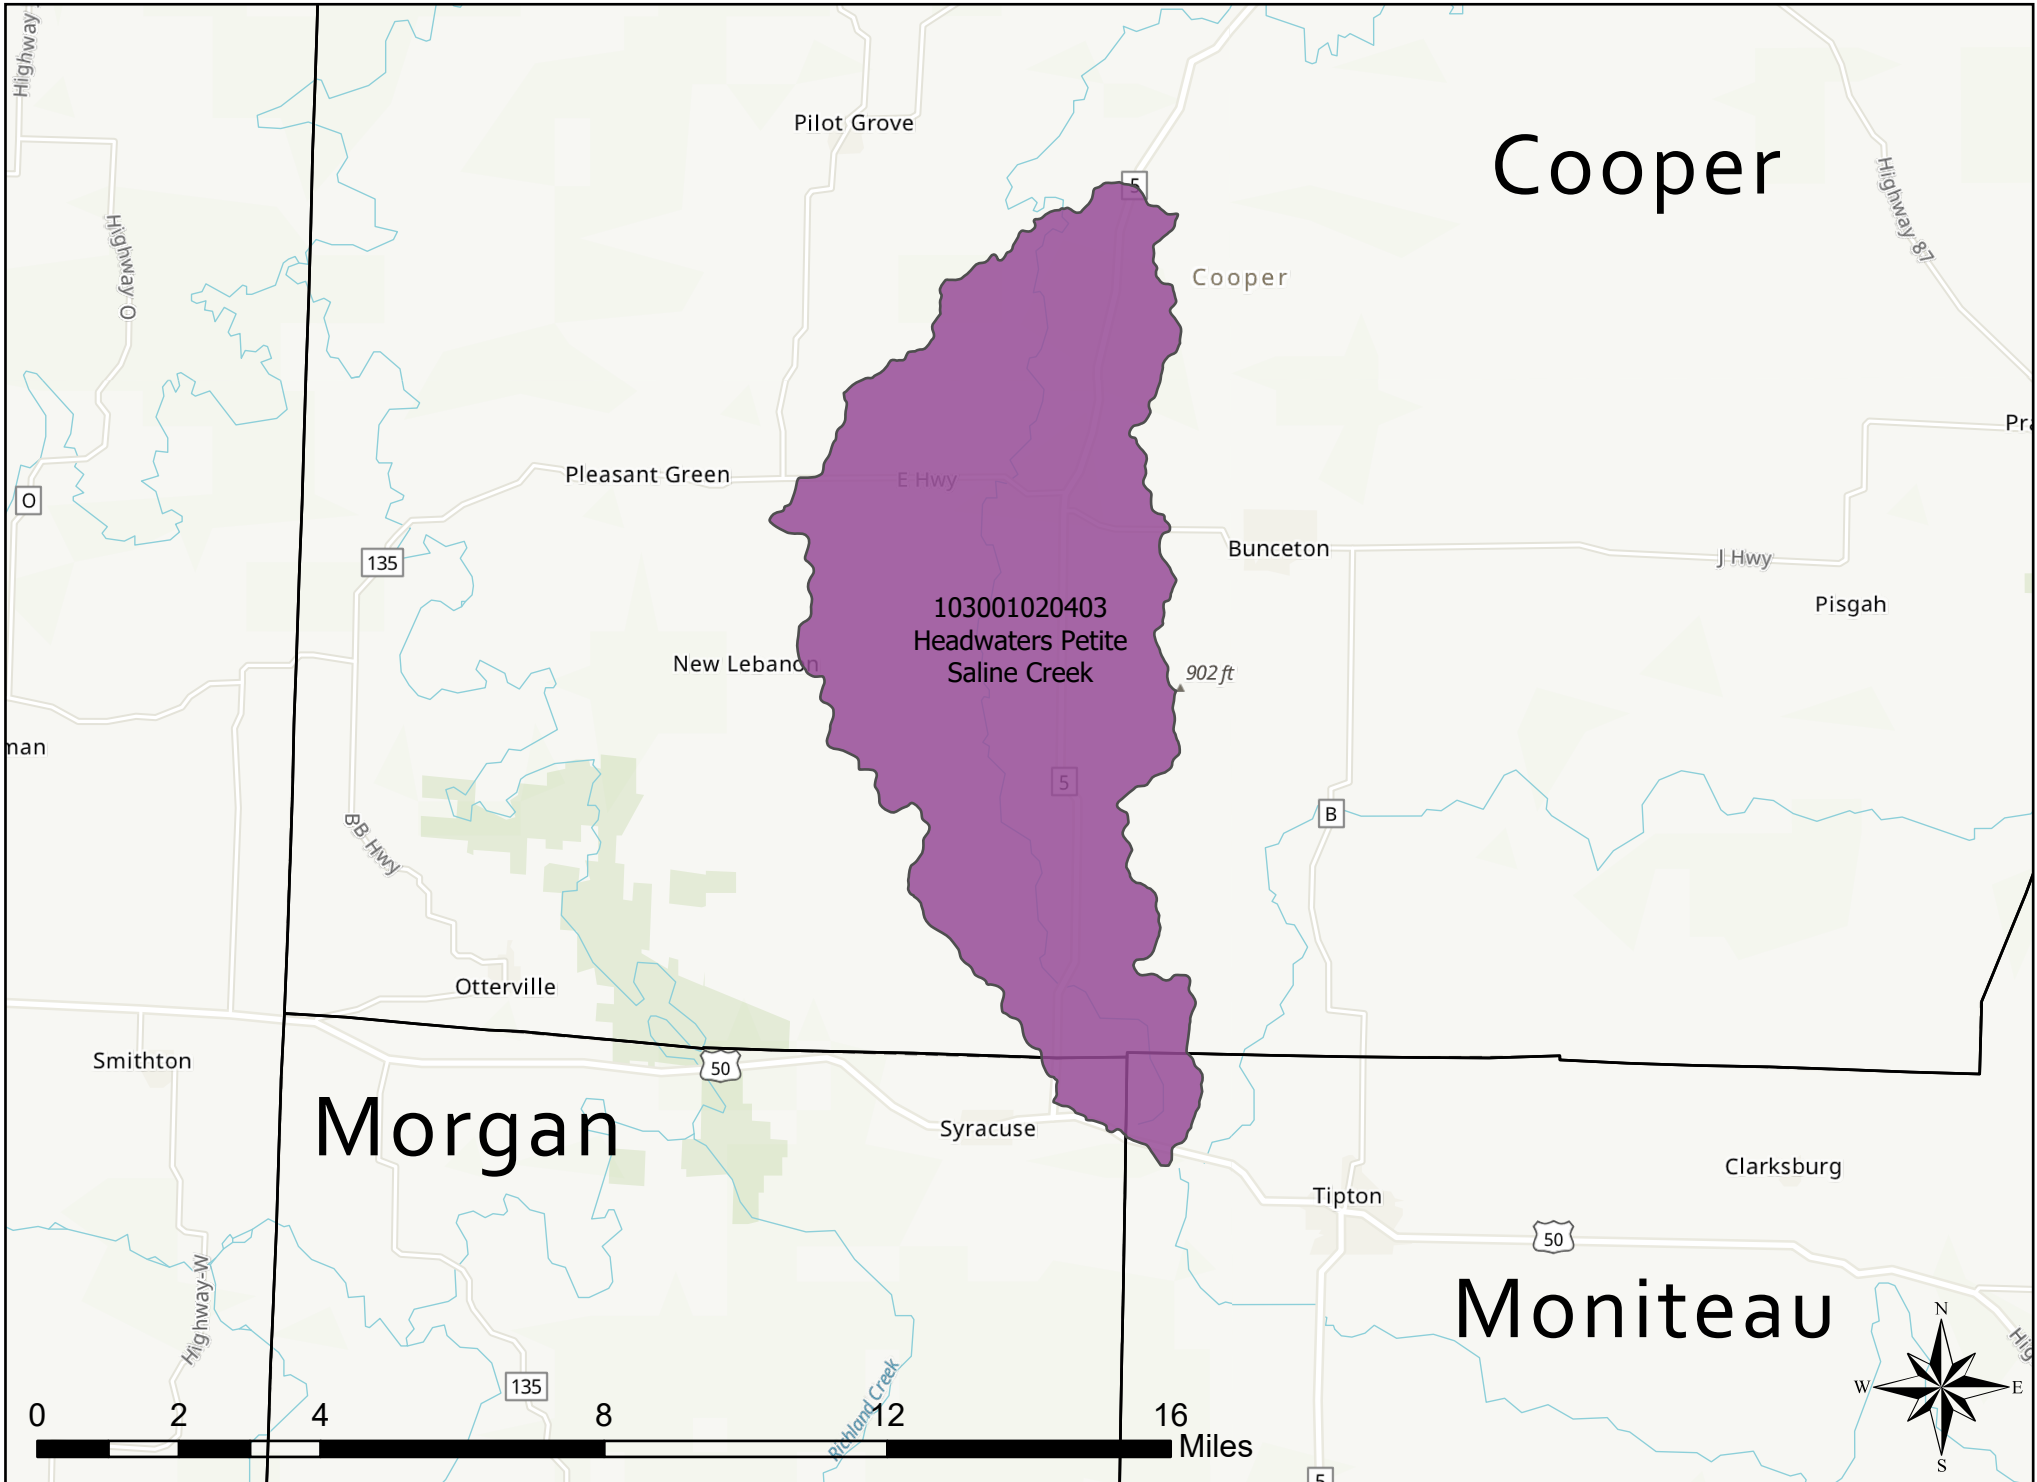 Highway
Pilot Grove
Cooper
5
Highway 87
Highway O
Cooper
Pleasant Green
E Hwy
O
135
Bunceton
J Hwy
Pisgah
103001020403
Headwaters Petite
Saline Creek
New Lebanon
902 ft
5
B
BB Hwy
Otterville
Smithton
50
Morgan
Syracuse
Clarksburg
Tipton
50
Highway-W
Moniteau
135
Richland Creek
N
W
E
S
0
2
4
8
12
16
Miles
5